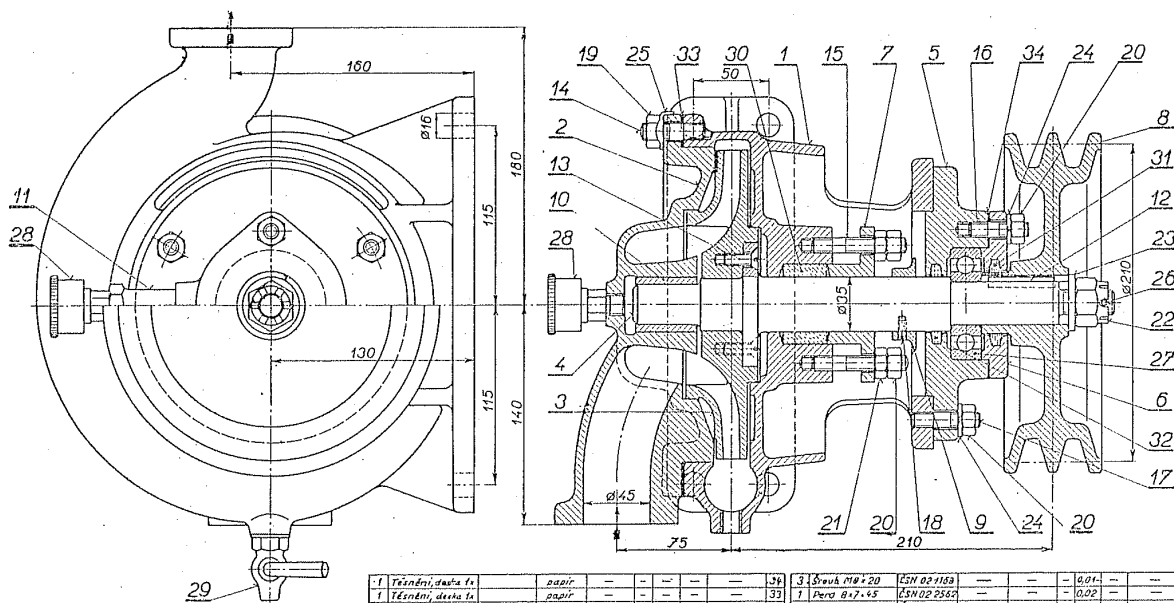 160
ø16
180
115
11
28
130
115
140
29
19 25 33 30 50 1 15 7 5 16 34 24 20
14
2
13
10
28
8
31
12
23
26
22
27
6
32
17
ø35
ø210
4
3
ø45
75
21 20 18 9 24 20
210
1 Těsnění, deska 1x papír — — — — — 34
3 Šroub M8 x 20 ČSN 02 1158 — — — 0,01 — —
1 Těsnění, deska 1x papír — — — — — 33
1 Pero 8x7x45 ČSN 02 2562 — — — 0,02 — —